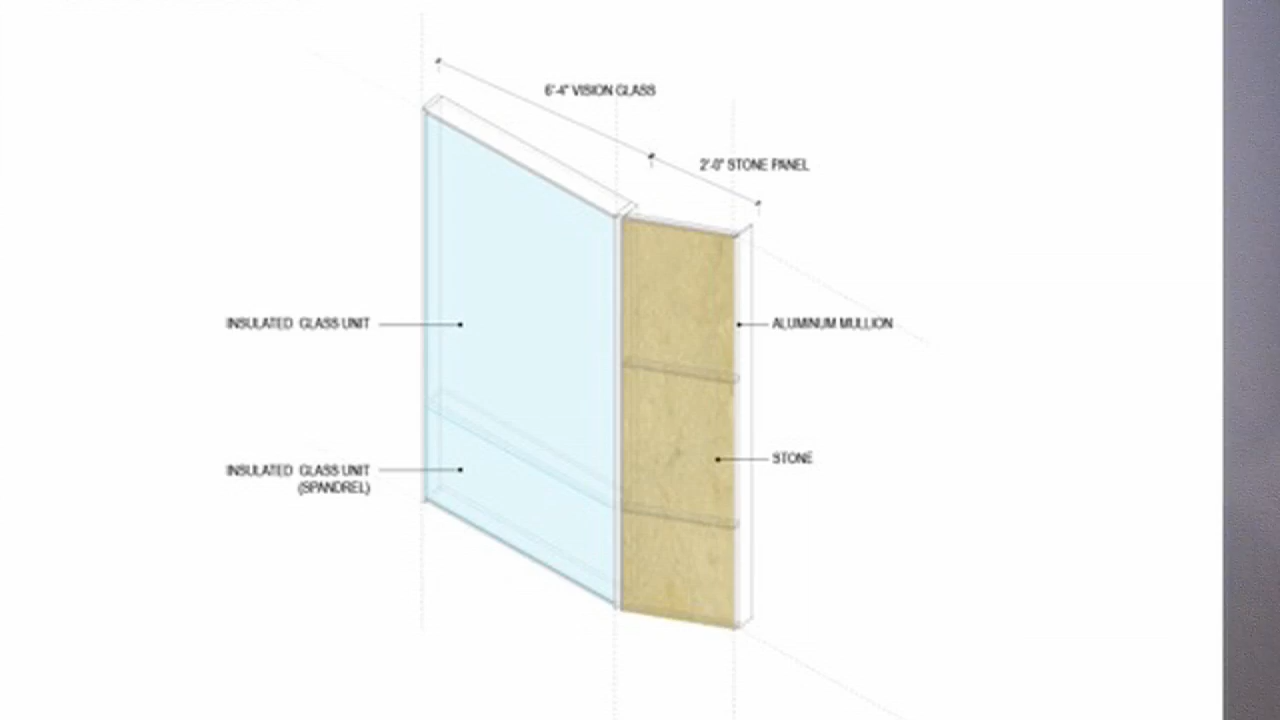 6'-4" VISION GLASS
2'-0" STONE PANEL
INSULATED GLASS UNIT
ALUMINUM MULLION
STONE
INSULATED GLASS UNIT
(SPANDREL)